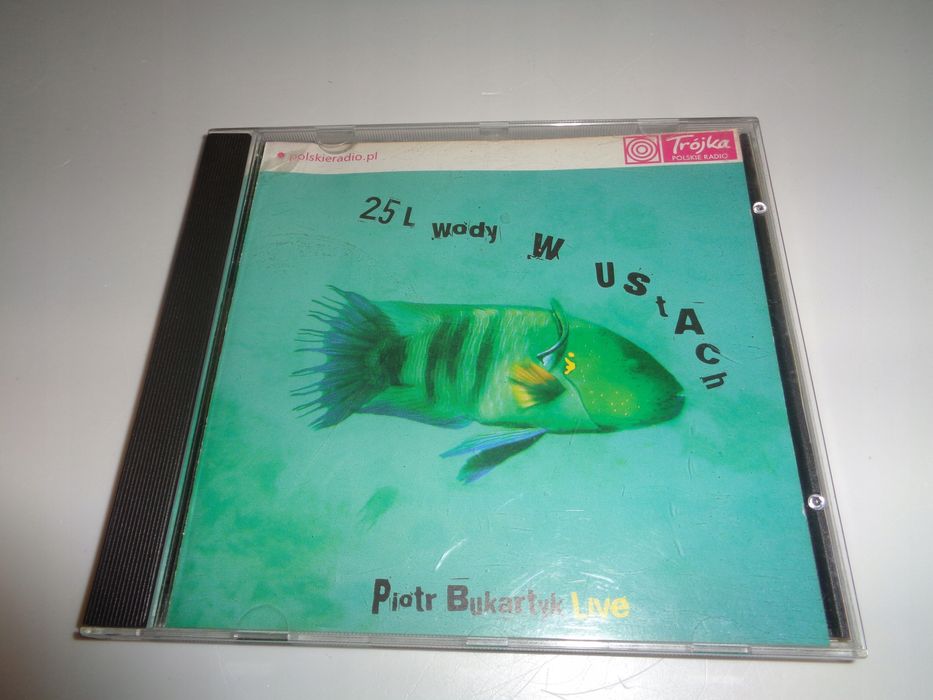 polskieradio.pl
Trójka
POLSKIE RADIO
25 L wody W UStAch
Piotr Bukartyk Live